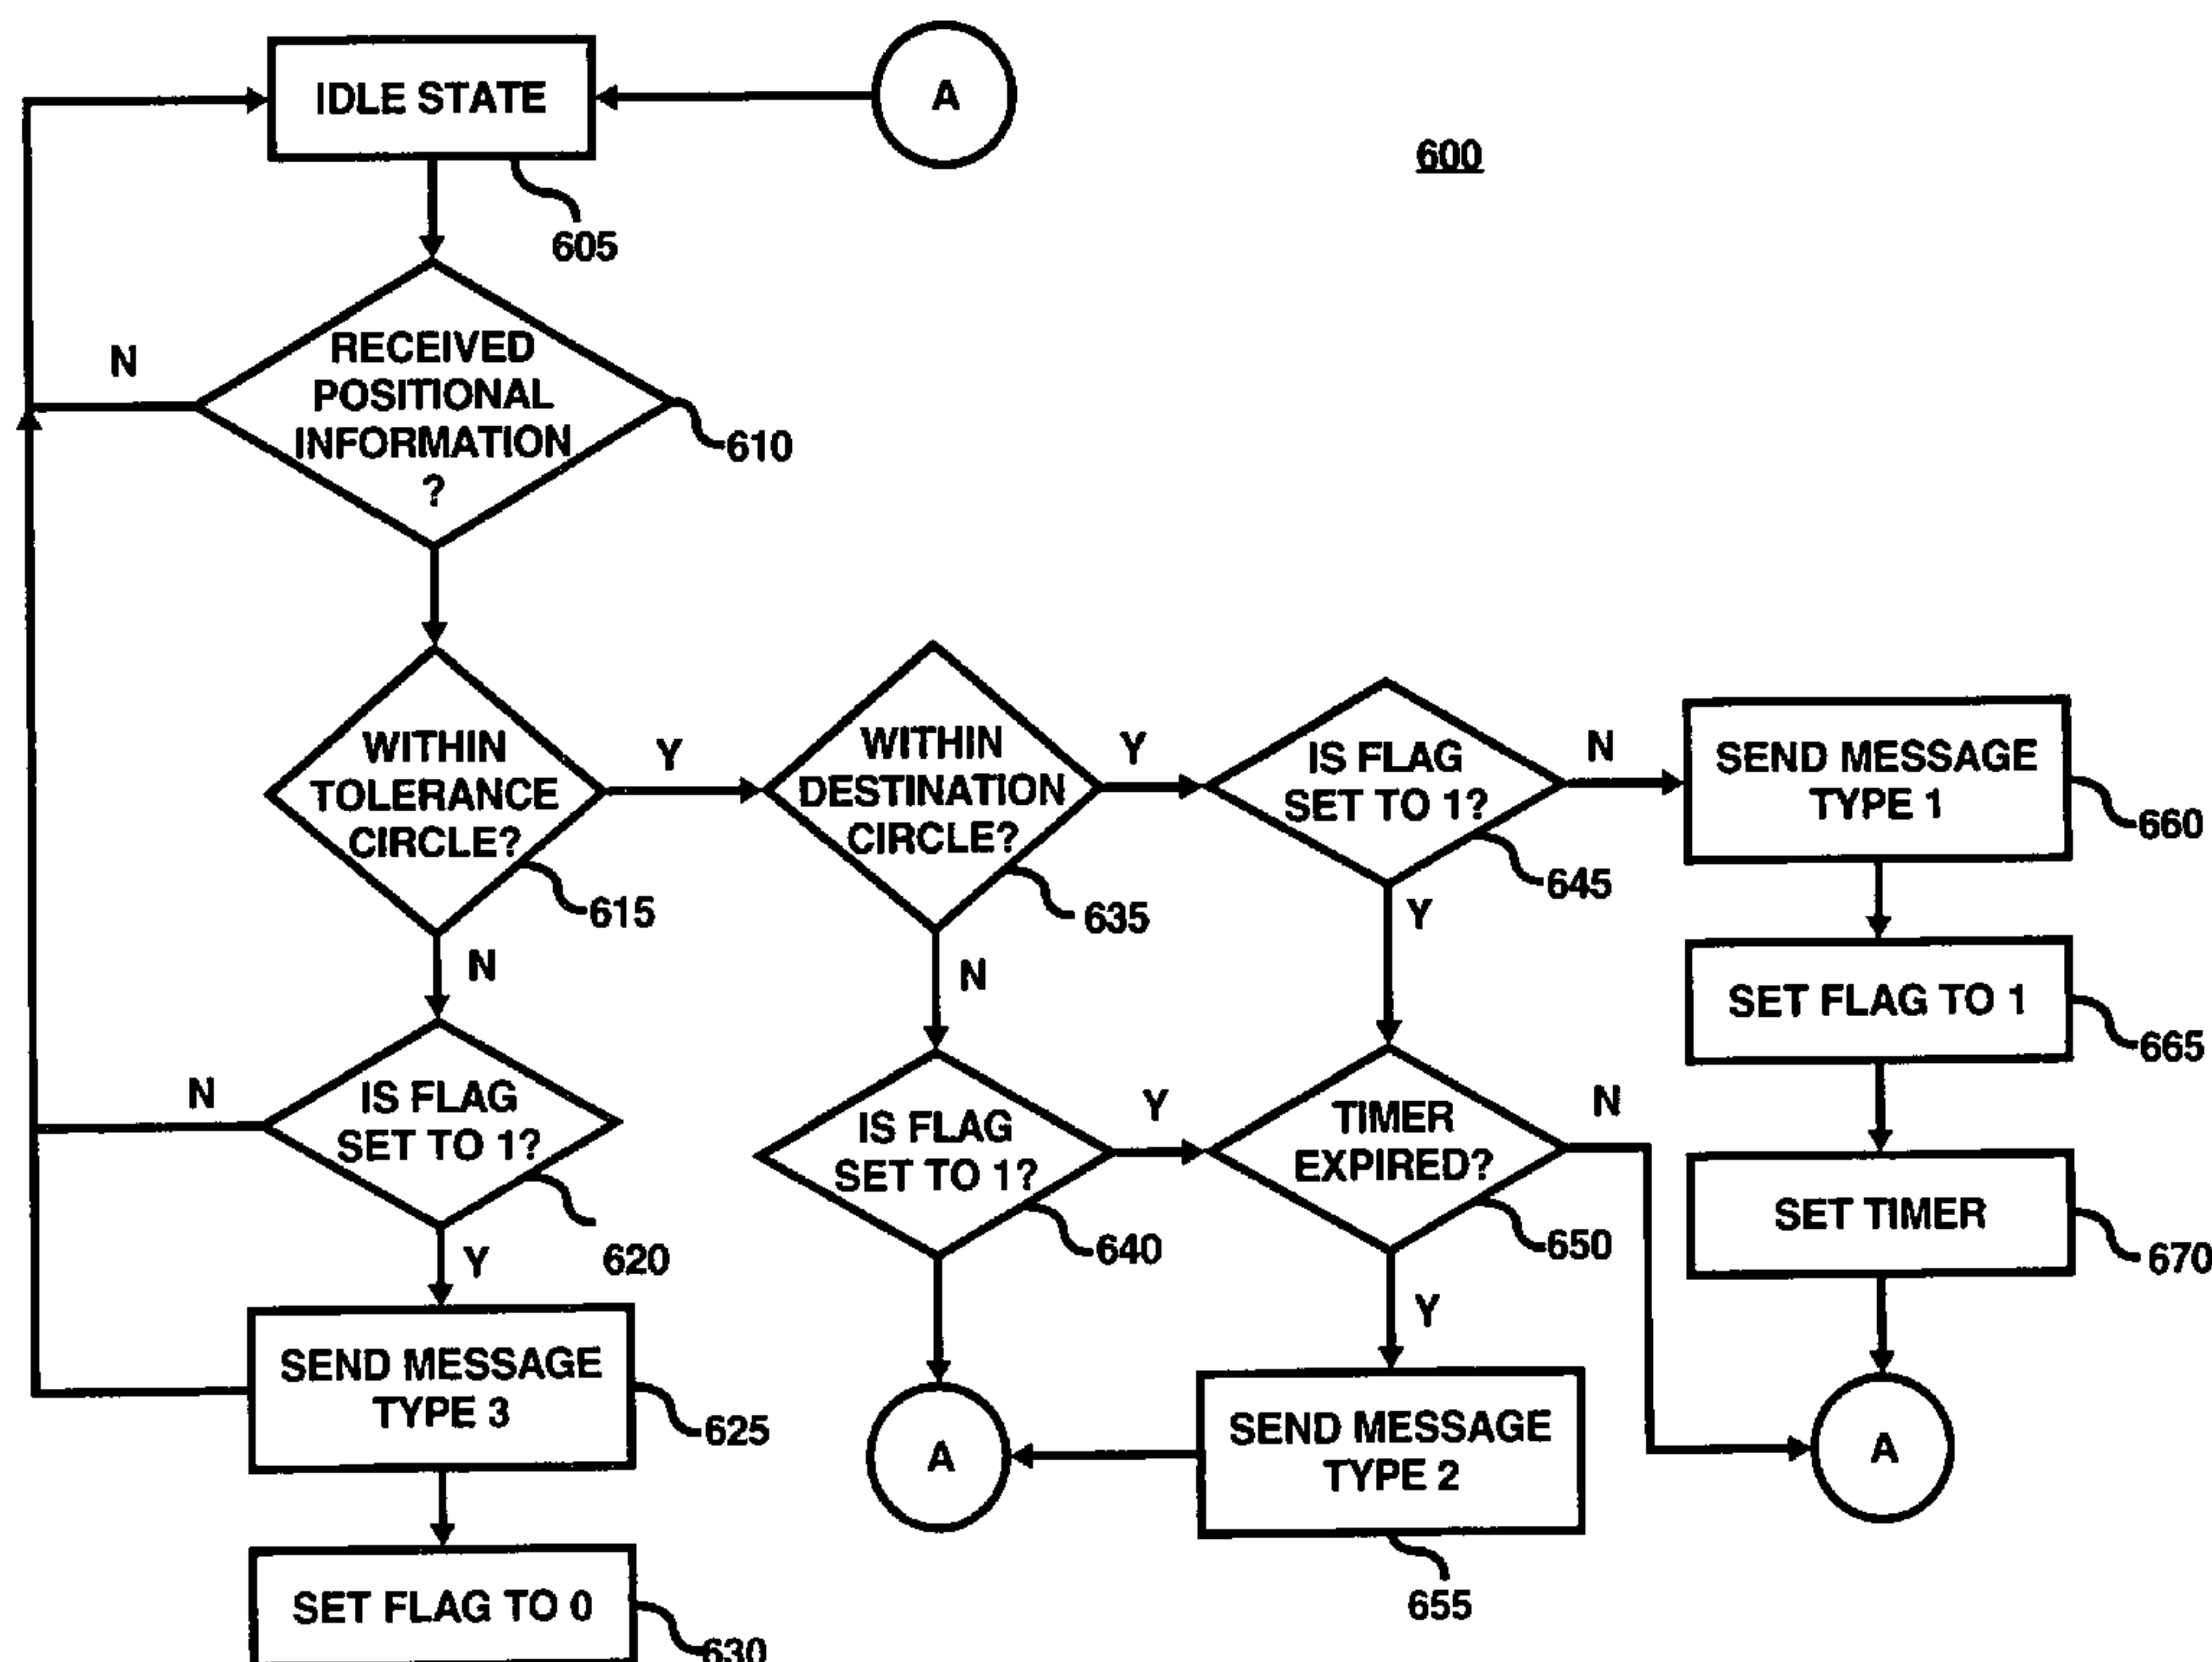 IDLE STATE
A
600
605
RECEIVED
POSITIONAL
INFORMATION
?
N
610
WITHIN
TOLERANCE
CIRCLE?
Y
615
N
WITHIN
DESTINATION
CIRCLE?
Y
635
N
IS FLAG
SET TO 1?
N
645
Y
SEND MESSAGE
TYPE 1
660
SET FLAG TO 1
665
IS FLAG
SET TO 1?
N
620
Y
IS FLAG
SET TO 1?
Y
640
TIMER
EXPIRED?
N
650
Y
SET TIMER
670
SEND MESSAGE
TYPE 3
625
A
SEND MESSAGE
TYPE 2
655
A
SET FLAG TO 0
630